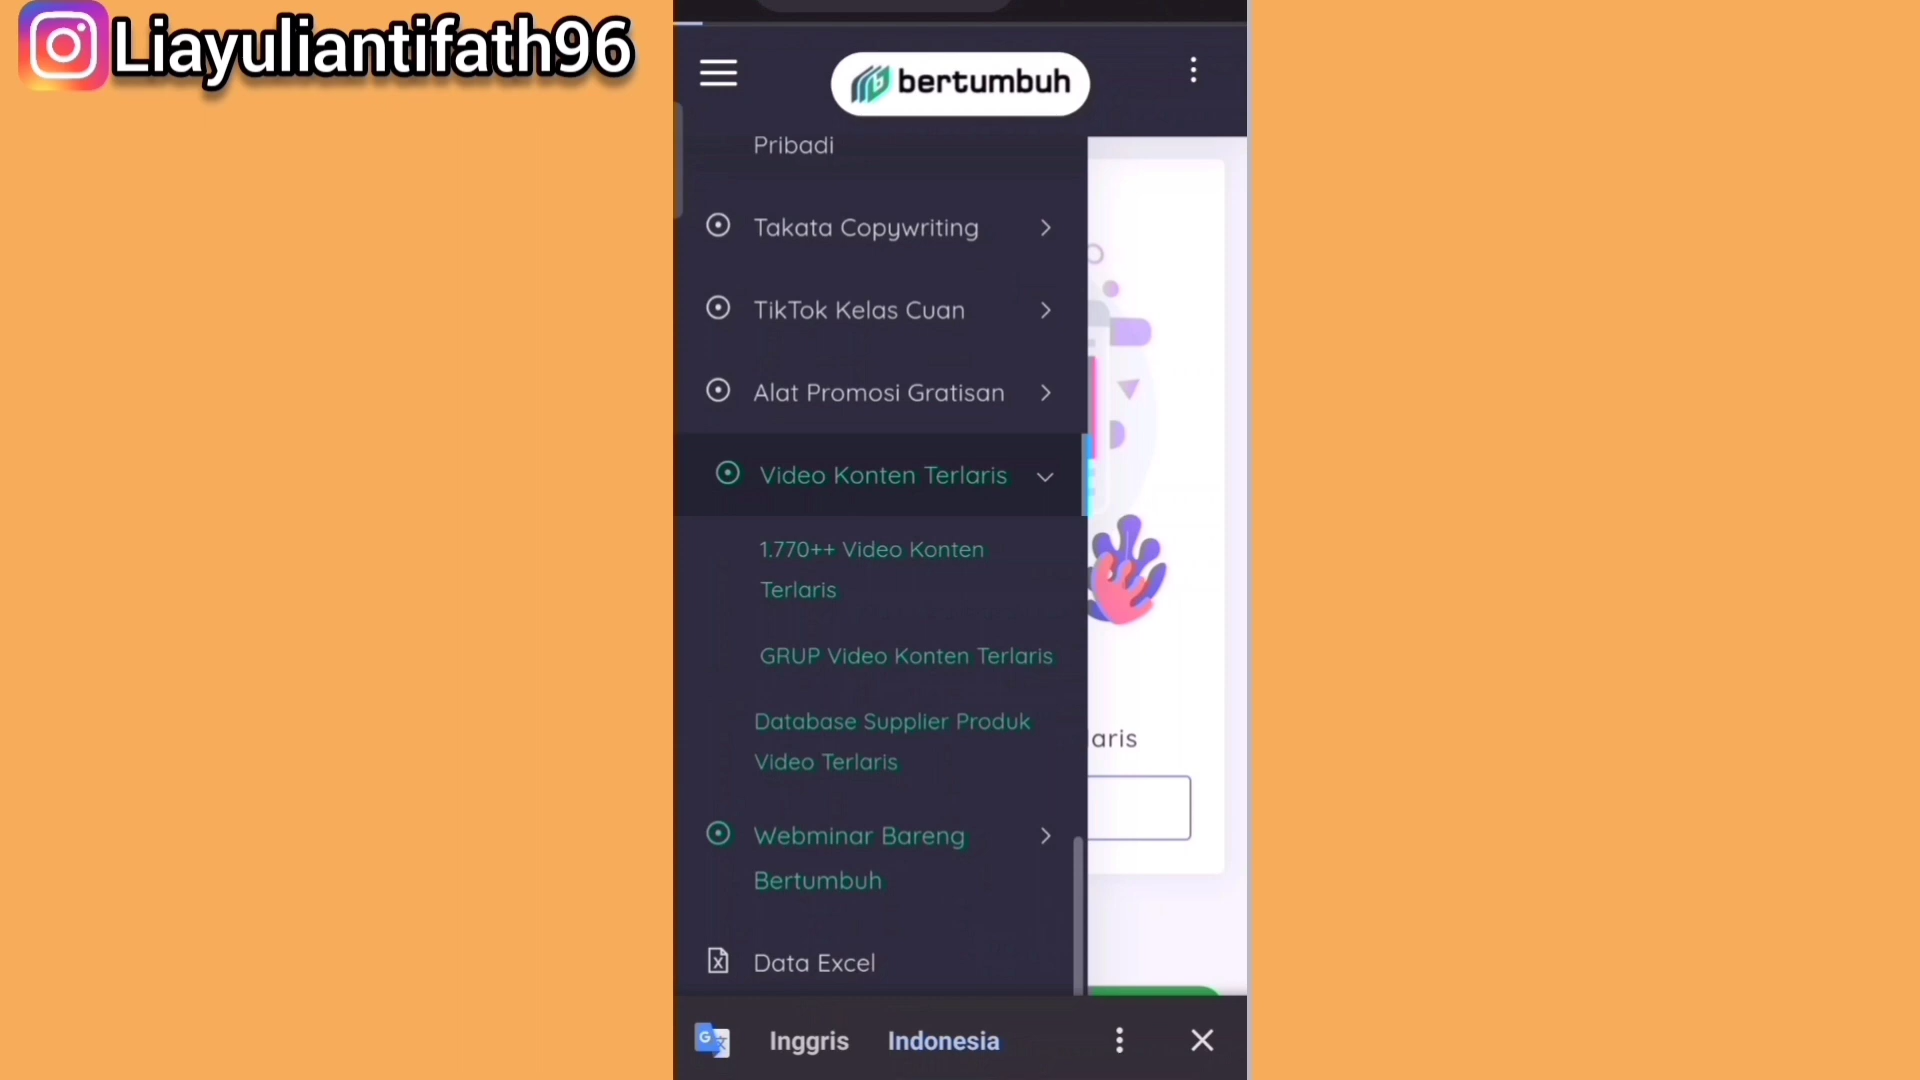 Liayuliantifath96
bertumbuh
Pribadi
Takata Copywriting
TikTok Kelas Cuan
Alat Promosi Gratisan
Video Konten Terlaris
1.770++ Video Konten
Terlaris
GRUP Video Konten Terlaris
Database Supplier Produk
Video Terlaris
laris
Webminar Bareng
Bertumbuh
Data Excel
Inggris Indonesia